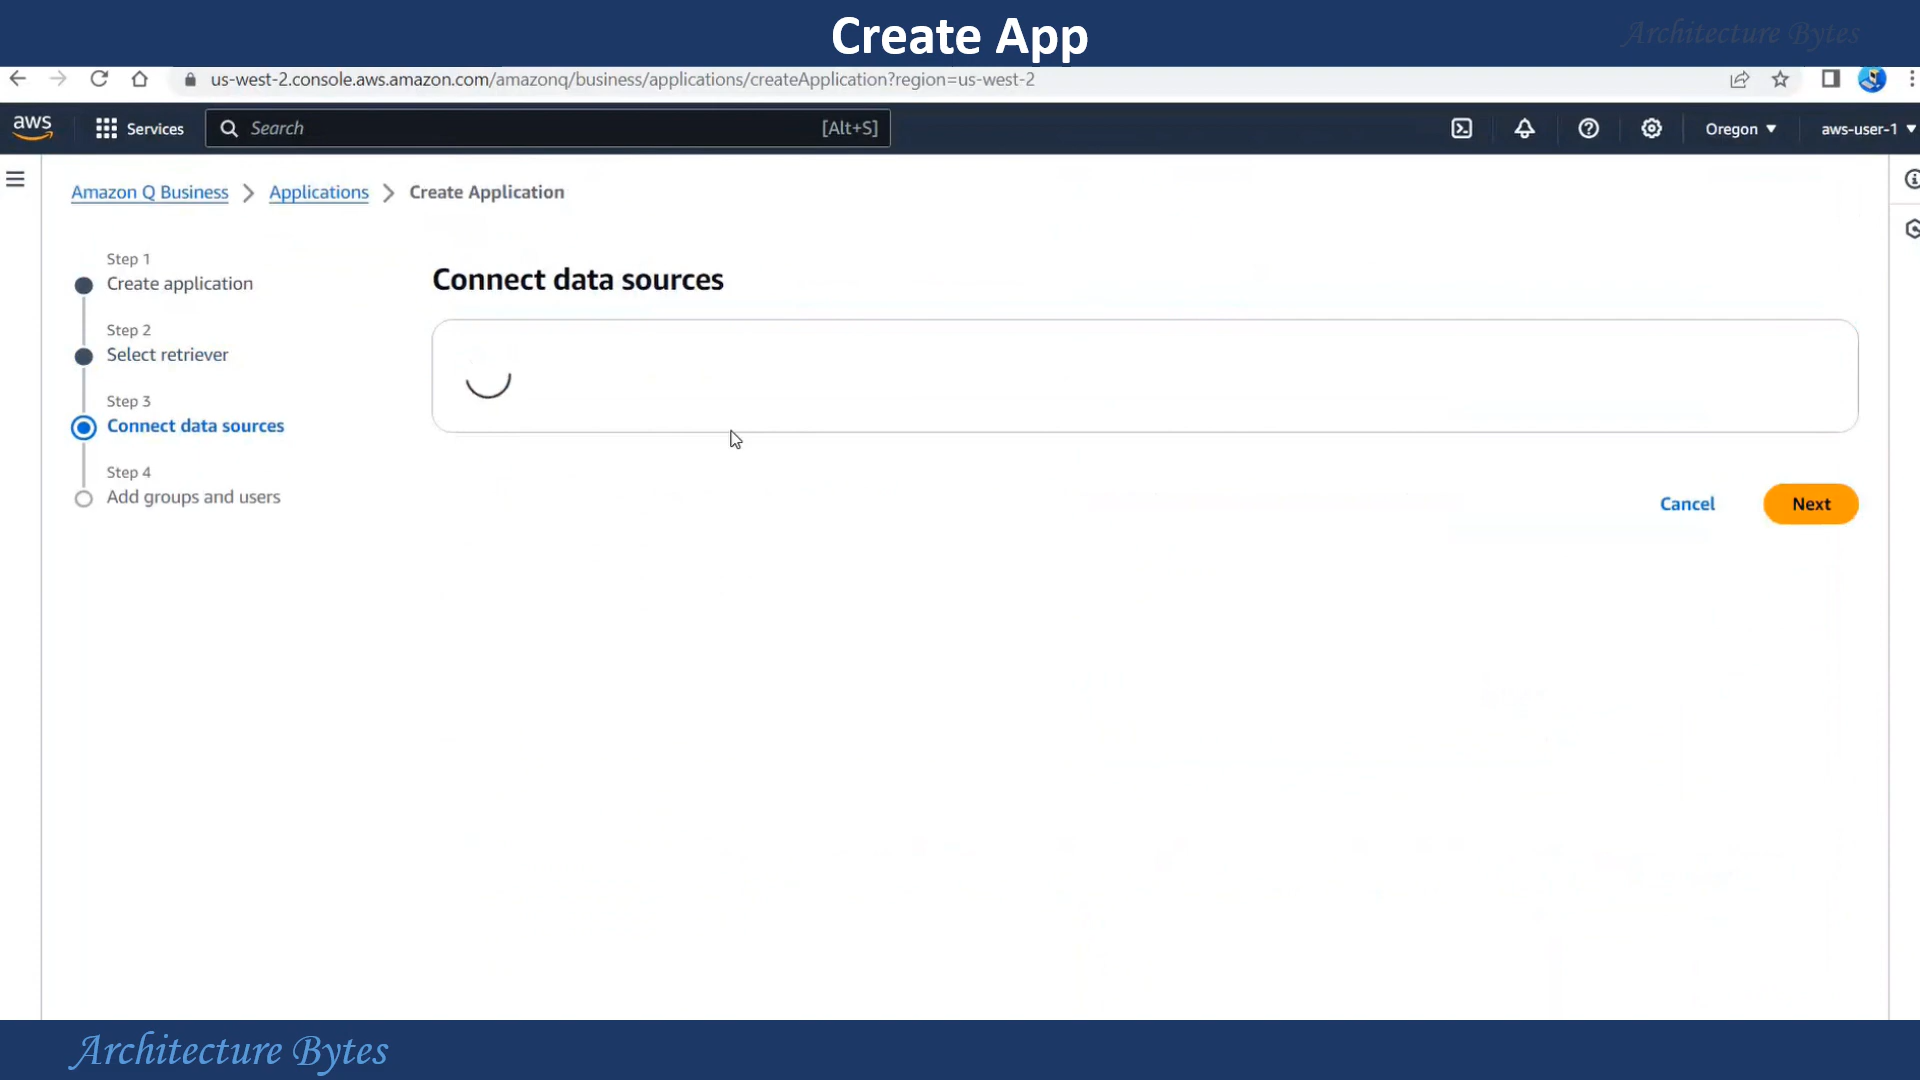 Create App
Architecture Bytes
us-west-2.console.aws.amazon.com/amazonq/business/applications/createApplication?region=us-west-2
aws
Services
Search
[Alt+S]
Oregon
aws-user-1
Amazon Q Business
Applications
Create Application
Step 1
Create application
Step 2
Select retriever
Step 3
Connect data sources
Step 4
Add groups and users
Connect data sources
Cancel
Next
Architecture Bytes